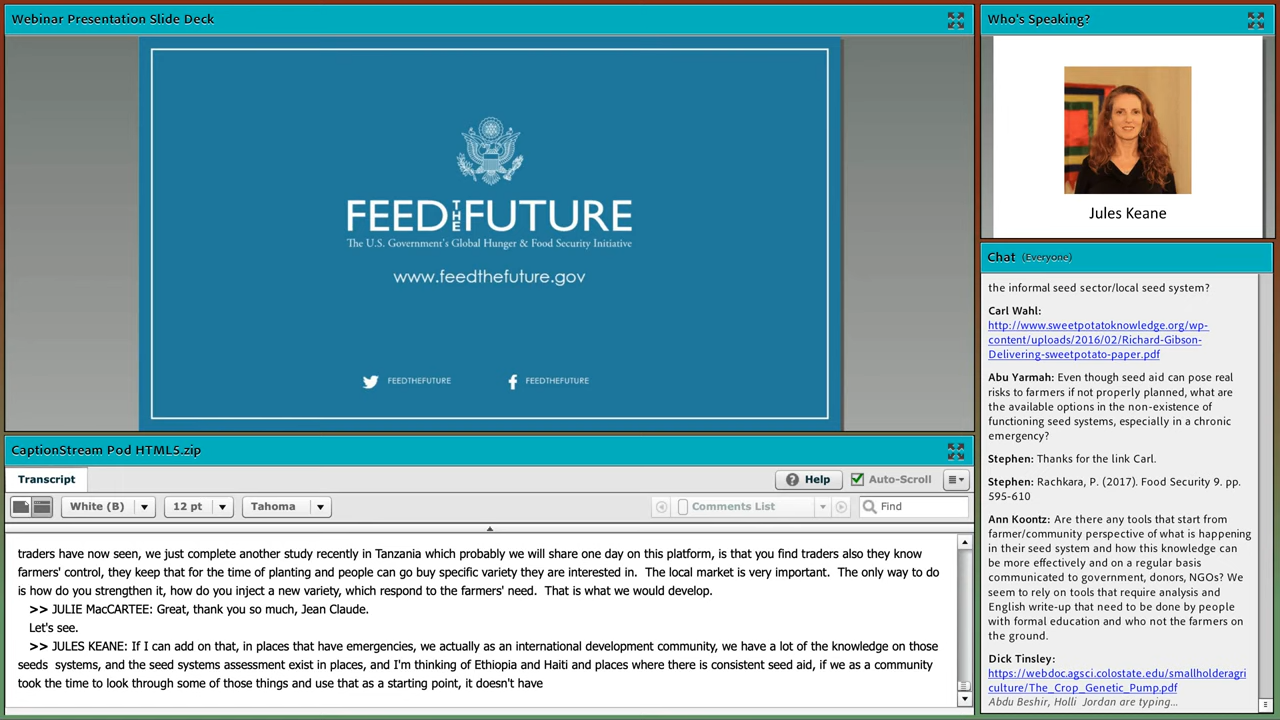 Webinar Presentation Slide Deck
FEED THE FUTURE
The U.S. Government's Global Hunger & Food Security Initiative
www.feedthefuture.gov
FEEDTHEFUTURE
FEEDTHEFUTURE
Who's Speaking?
Jules Keane
Chat (Everyone)
the informal seed sector/local seed system?
Carl Wahl:
http://www.sweetpotatoknowledge.org/wp-
content/uploads/2016/02/Richard-Gibson-
Delivering-sweetpotato-paper.pdf
Abu Yarmah: Even though seed aid can pose real
risks to farmers if not properly planned, what are
the available options in the non-existence of
functioning seed systems, especially in a chronic
emergency?
Stephen: Thanks for the link Carl.
Stephen: Rachkara, P. (2017). Food Security 9. pp.
595-610
Ann Koontz: Are there any tools that start from
farmer/community perspective of what is happening
in their seed system and how this knowledge can
be more effectively and on a regular basis
communicated to government, donors, NGOs? We
seem to rely on tools that require analysis and
English write-up that need to be done by people
with formal education and who not the farmers on
the ground.
Dick Tinsley:
https://webdoc.agsci.colostate.edu/smallholderagri
culture/The_Crop_Genetic_Pump.pdf
Abdu Beshir, Holli Jordan are typing...
CaptionStream Pod HTML5.zip
Transcript
Help
Auto-Scroll
White (B)
12 pt
Tahoma
Comments List
Find
traders have now seen, we just complete another study recently in Tanzania which probably we will share one day on this platform, is that you find traders also they know
farmers' control, they keep that for the time of planting and people can go buy specific variety they are interested in. The local market is very important. The only way to do
is how do you strengthen it, how do you inject a new variety, which respond to the farmers' need. That is what we would develop.
>> JULIE MacCARTEE: Great, thank you so much, Jean Claude.
Let's see.
>> JULES KEANE: If I can add on that, in places that have emergencies, we actually as an international development community, we have a lot of the knowledge on those
seeds systems, and the seed systems assessment exist in places, and I'm thinking of Ethiopia and Haiti and places where there is consistent seed aid, if we as a community
took the time to look through some of those things and use that as a starting point, it doesn't have